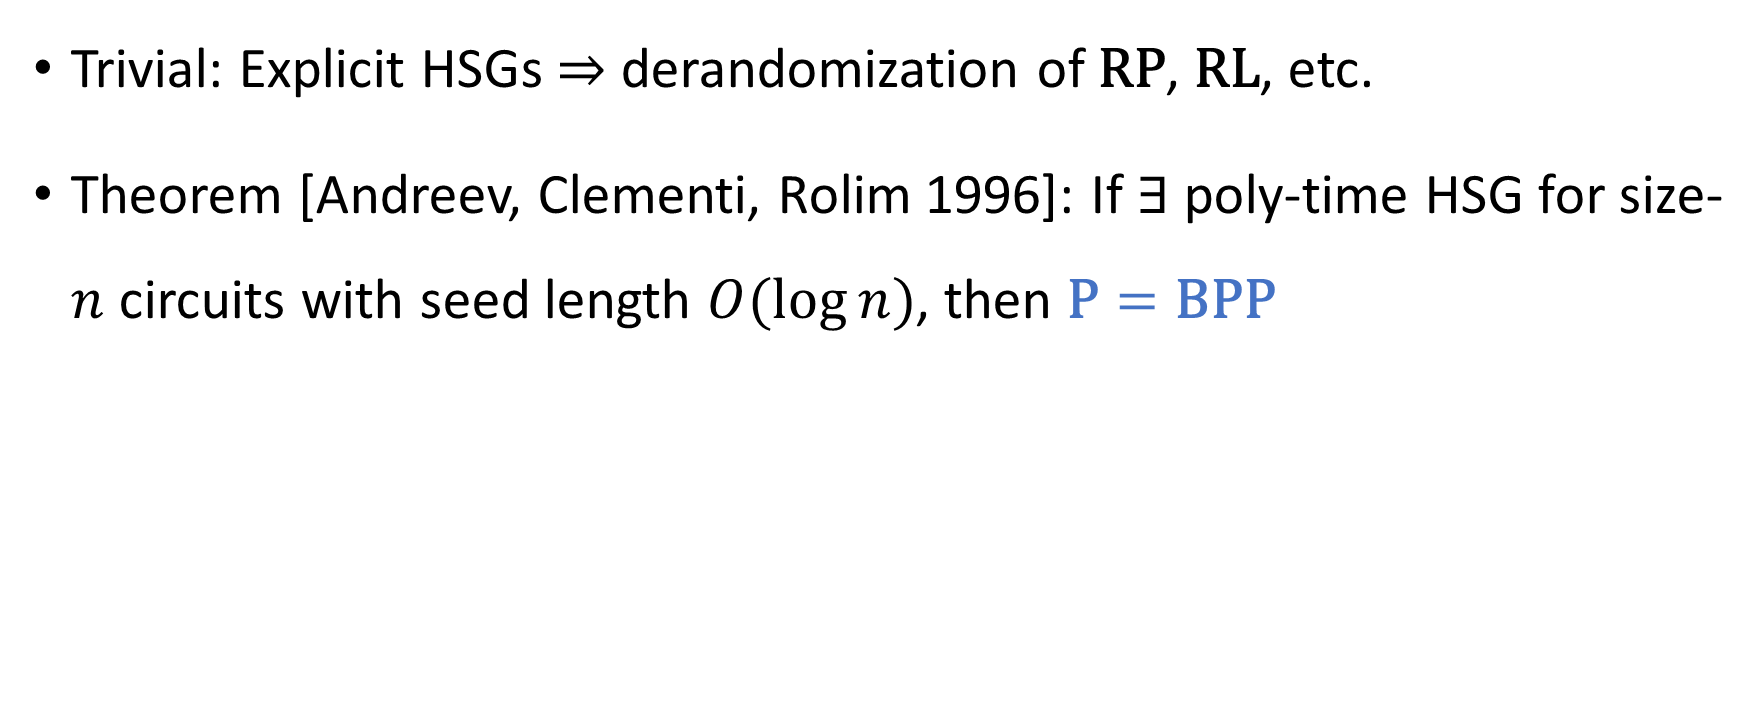 • Trivial: Explicit HSGs ⇒ derandomization of RP, RL, etc.
• Theorem [Andreev, Clementi, Rolim 1996]: If ∃ poly-time HSG for size-
n circuits with seed length O(log n), then P = BPP